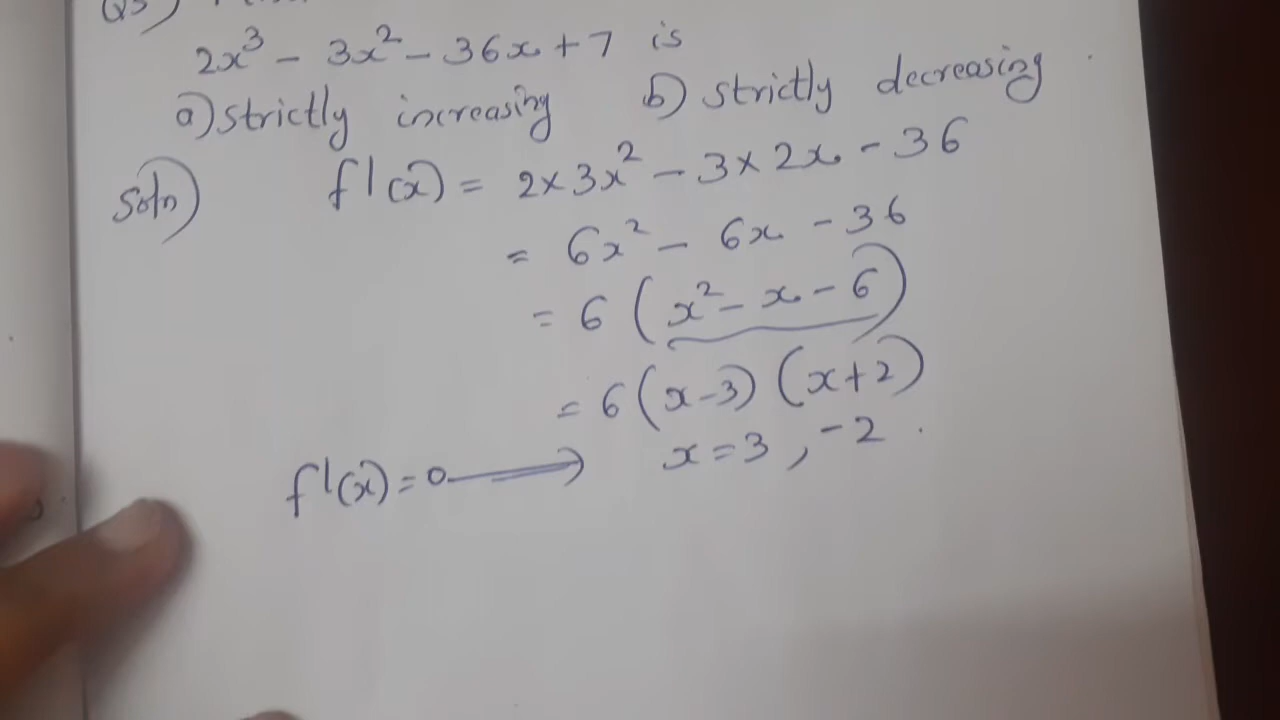 2x³ - 3x² - 36x + 7 is
a) strictly increasing b) strictly decreasing.
Soln) f'(x) = 2×3x² - 3×2x - 36
= 6x² - 6x - 36
= 6(x² - x - 6)
= 6(x-3)(x+2)
f'(x) = 0 ⟶ x = 3, -2.